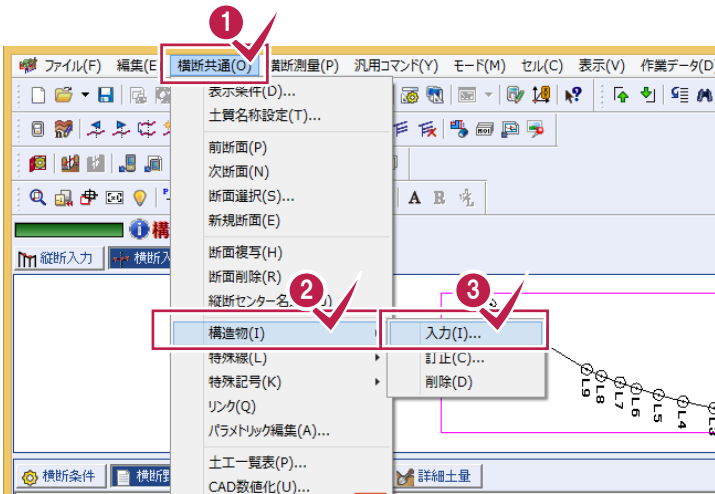 1
ファイル(F) 編集(E 横断共通(O) 横断測量(P) 汎用コマンド(Y) モード(M) セル(C) 表示(V) 作業データ(D)
表示条件(D)...
土質名称設定(T)...
前断面(P)
次断面(N)
断面選択(S)...
A R
新規断面(E)
構
縦断入力 横断入
断面複写(H)
断面削除(R)
2
3
縦断センター名
構造物(I)
入力(I)...
特殊線(L)
訂正(C)...
特殊記号(K)
削除(D)
リンク(Q)
パラメトリック編集(A)...
L9 L8 L7 L6 L5 L4 L3
土工一覧表(P)...
横断条件 横断 詳細土量
CAD数値化(U)...